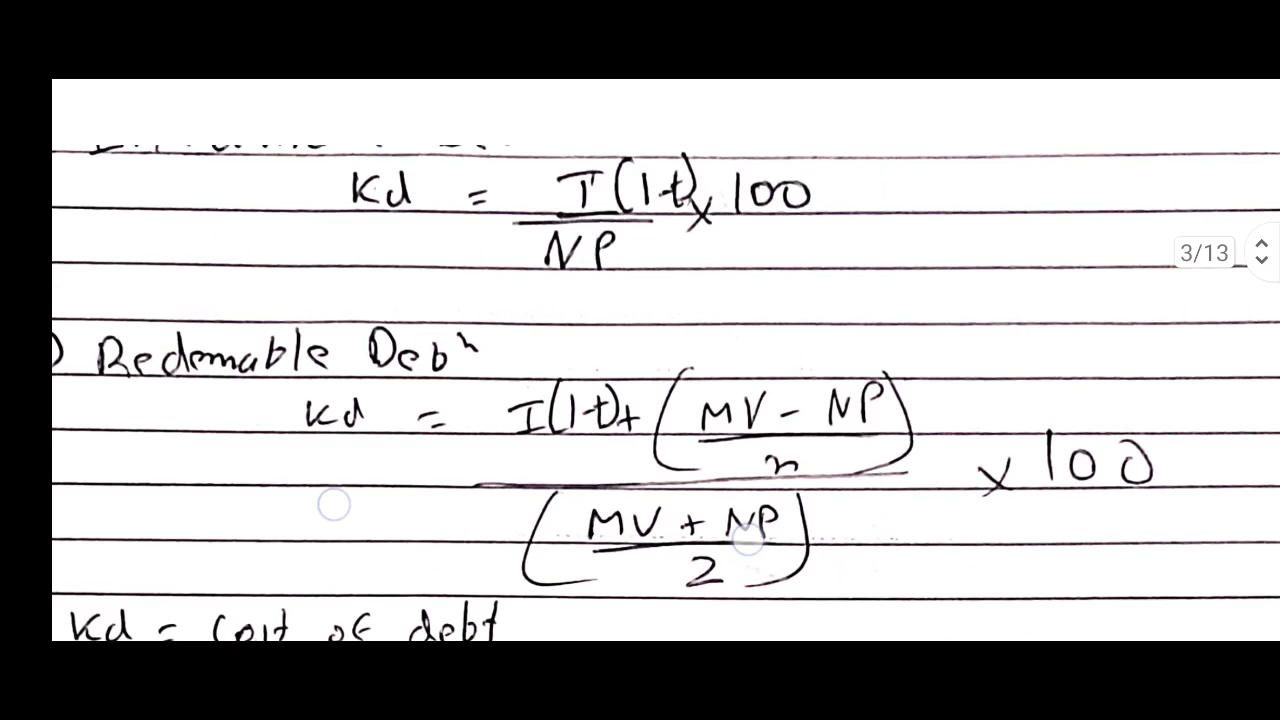 Kd = I(1-t) x 100
NP
3/13
) Redemable Debn
Kd = I(1-t)+ (MV - NP
n) x 100
(MV + NP
2)
Kd = Cost of debt